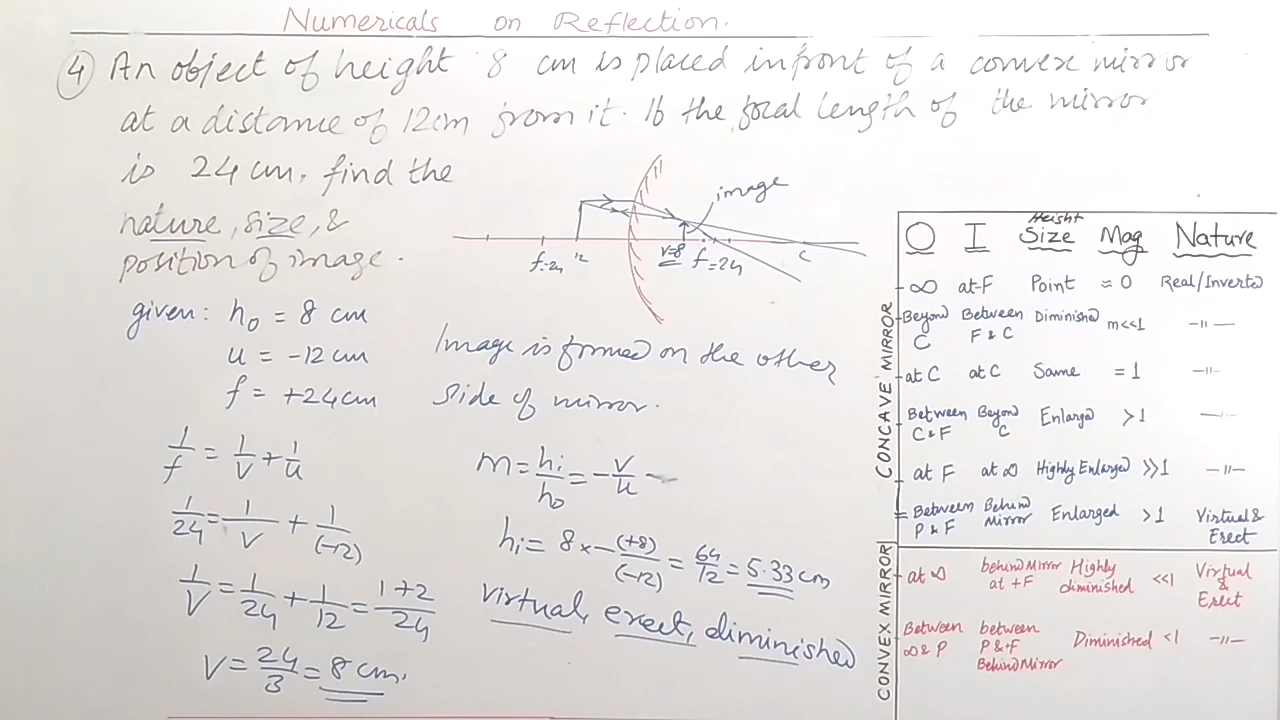 Numericals on Reflection.
④ An object of height 8 cm is placed infront of a convex mirror
at a distance of 12cm from it. If the focal length of the mirror
is 24 cm, find the
nature, size, &
position of image.
image
f=24 12 v=8 f=24 C
given: h₀ = 8 cm
u = -12 cm
f = +24cm
1/f = 1/v + 1/u
1/24 = 1/v + 1/(-12)
1/v = 1/24 + 1/12 = 1+2/24
v = 24/3 = 8 cm.
Image is formed on the other
side of mirror.
m = hi/h₀ = -v/u
hi = 8 × -(+8)/(-12) = 64/12 = 5.33 cm
virtual, erect, diminished
O I Height Size Mag Nature
CONCAVE MIRROR
∞ at F Point ≈ 0 Real/Inverted
Beyond C Between F & C Diminished m<<1 -〃-
at C at C Same = 1 -〃-
Between C & F Beyond C Enlarged >1 -〃-
at F at ∞ Highly Enlarged >>1 -〃-
Between P & F Behind Mirror Enlarged >1 Virtual & Erect
CONVEX MIRROR
at ∞ behind Mirror at +F Highly diminished <<1 Virtual & Erect
Between ∞ & P between P & +F Behind Mirror Diminished <1 -〃-